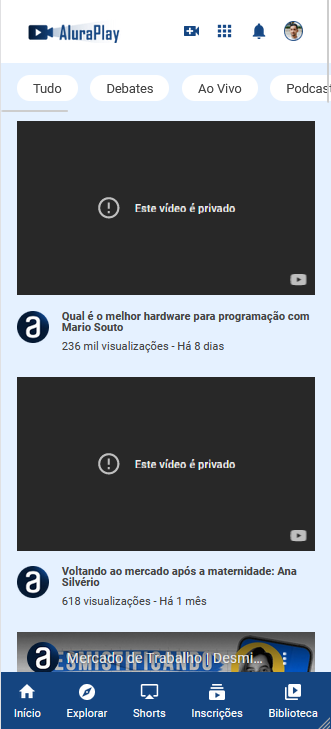 AluraPlay
Tudo
Debates
Ao Vivo
Podcast
Este vídeo é privado
Qual é o melhor hardware para programação com
Mario Souto
236 mil visualizações - Há 8 dias
Este vídeo é privado
Voltando ao mercado após a maternidade: Ana
Silvério
618 visualizações - Há 1 mês
Mercado de Trabalho | Desmi...
Início
Explorar
Shorts
Inscrições
Biblioteca